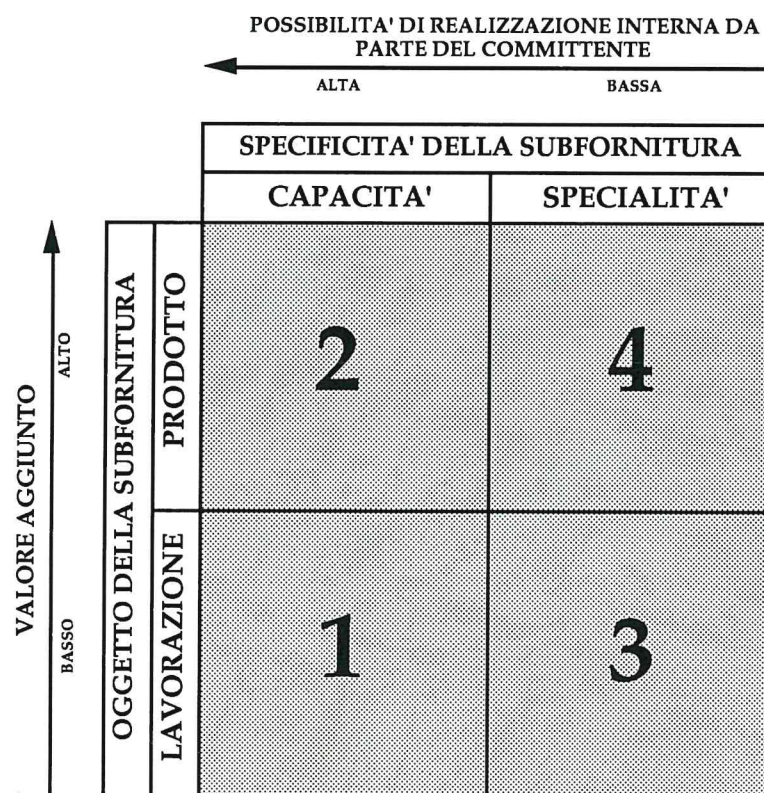 POSSIBILITA' DI REALIZZAZIONE INTERNA DA
PARTE DEL COMMITTENTE
ALTA BASSA
SPECIFICITA' DELLA SUBFORNITURA
CAPACITA' SPECIALITA'
VALORE AGGIUNTO
ALTO
BASSO
OGGETTO DELLA SUBFORNITURA
PRODOTTO
2 4
LAVORAZIONE
1 3